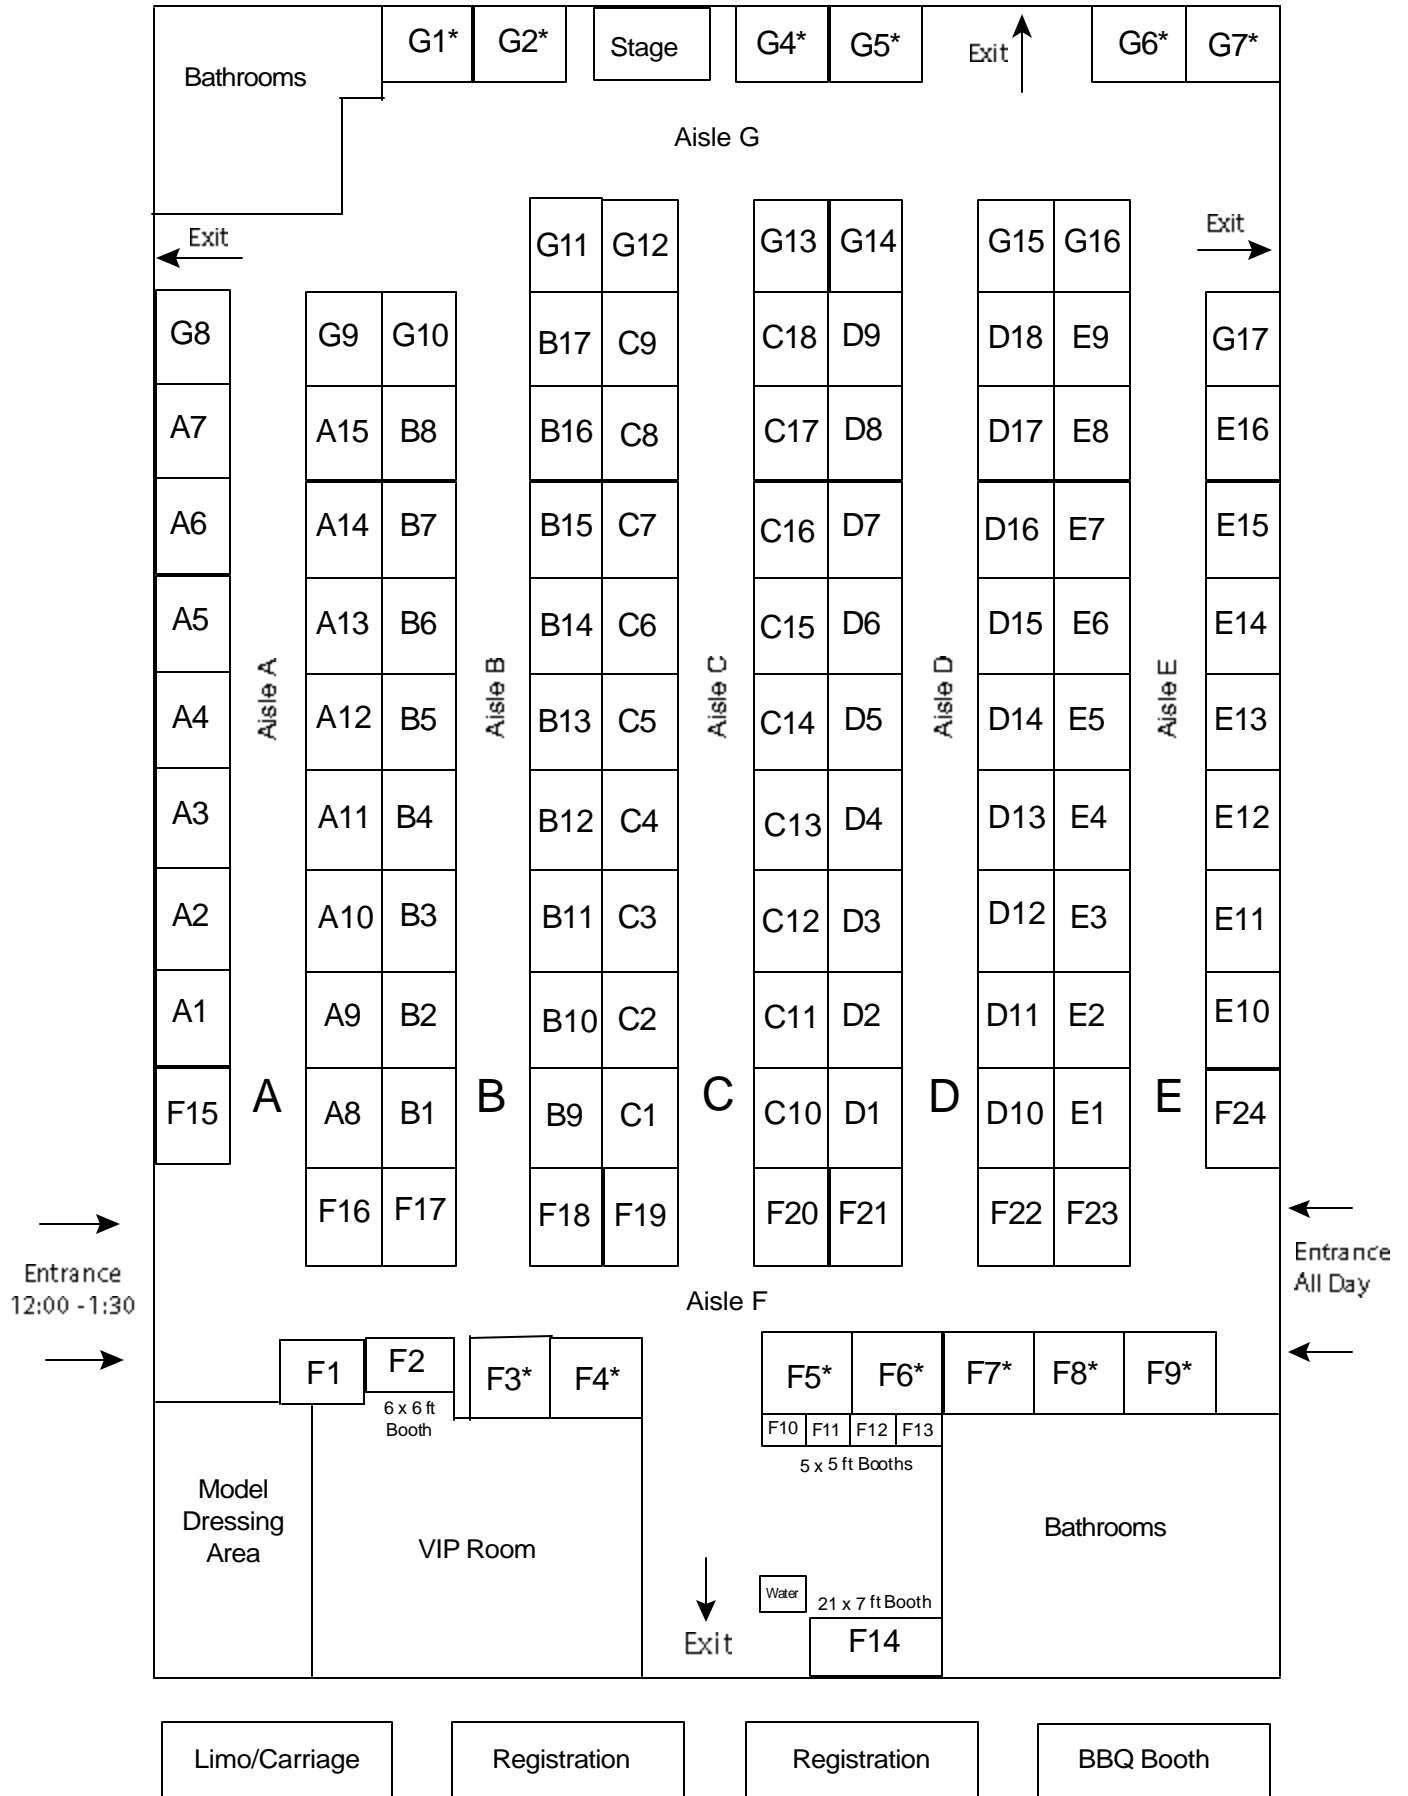 G1* G2* Stage G4* G5* Exit G6* G7*
Bathrooms
Aisle G
Exit G11 G12 G13 G14 G15 G16 Exit
G8 G9 G10 B17 C9 C18 D9 D18 E9 G17
A7 A15 B8 B16 C8 C17 D8 D17 E8 E16
A6 A14 B7 B15 C7 C16 D7 D16 E7 E15
A5 A13 B6 B14 C6 C15 D6 D15 E6 E14
Aisle A Aisle B Aisle C Aisle D Aisle E
A4 A12 B5 B13 C5 C14 D5 D14 E5 E13
A3 A11 B4 B12 C4 C13 D4 D13 E4 E12
A2 A10 B3 B11 C3 C12 D3 D12 E3 E11
A1 A9 B2 B10 C2 C11 D2 D11 E2 E10
A B C D E
F15 A8 B1 B9 C1 C10 D1 D10 E1 F24
F16 F17 F18 F19 F20 F21 F22 F23
Entrance
12:00 -1:30
Entrance
All Day
Aisle F
F1 F2 F3* F4* F5* F6* F7* F8* F9*
6 x 6 ft
Booth
F10 F11 F12 F13
5 x 5 ft Booths
Model
Dressing
Area
VIP Room
Bathrooms
Water
21 x 7 ft Booth
Exit
F14
Limo/Carriage Registration Registration BBQ Booth